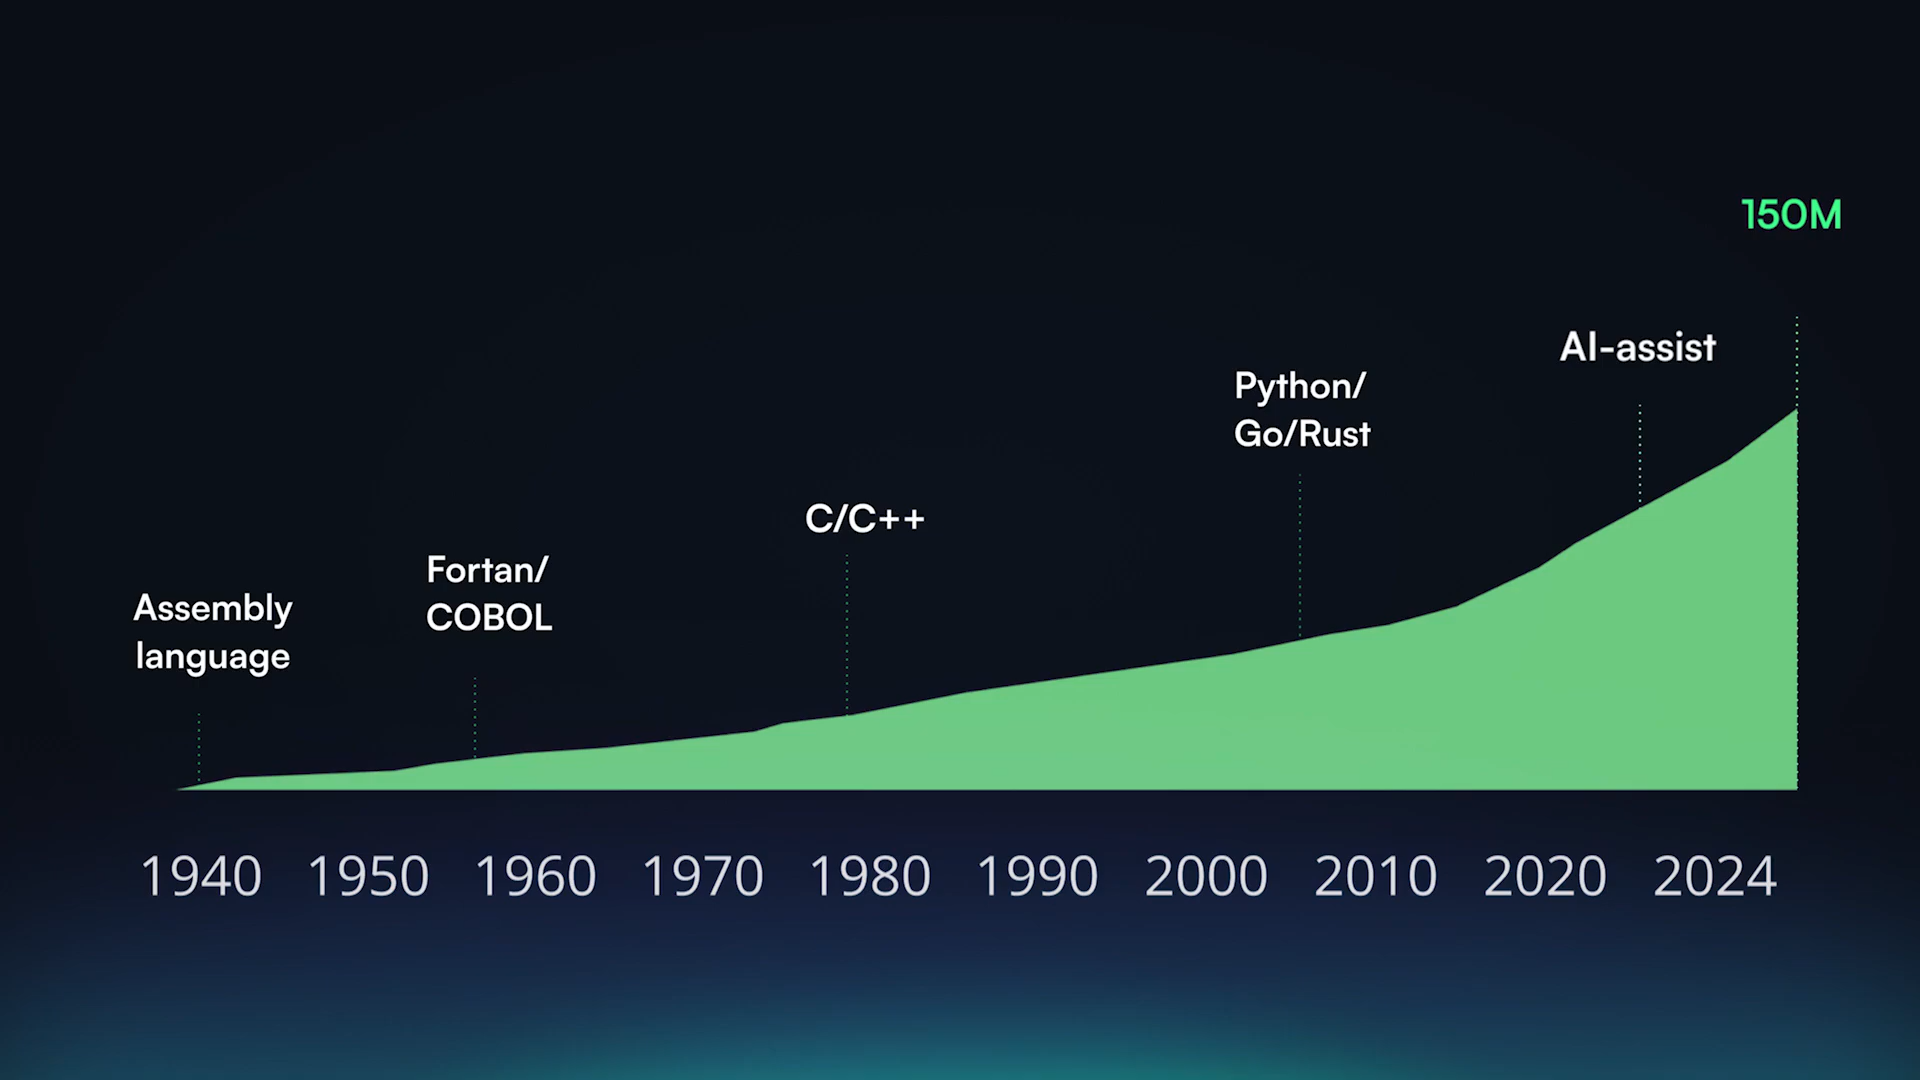 150M
AI-assist
Python/
Go/Rust
C/C++
Fortan/
COBOL
Assembly
language
1940 1950 1960 1970 1980 1990 2000 2010 2020 2024